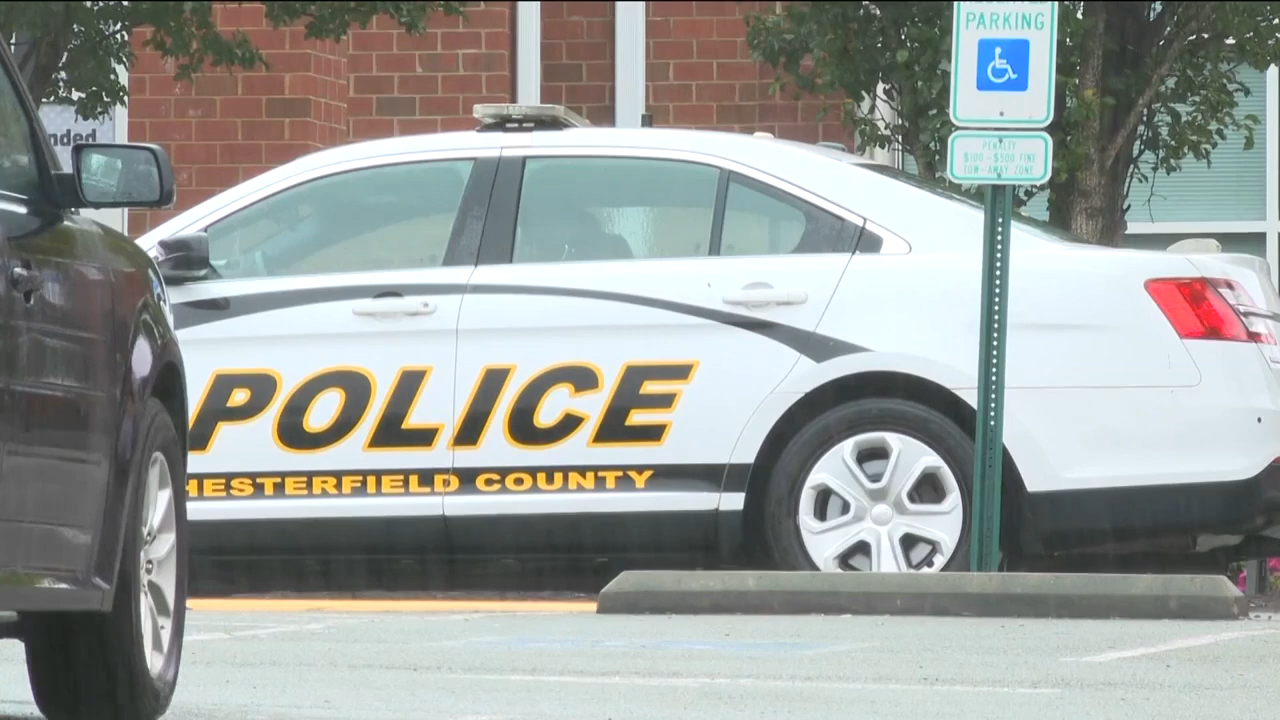 PARKING
PENALTY
$100-$500 FINE
TOW-AWAY ZONE
nded
POLICE
HESTERFIELD COUNTY